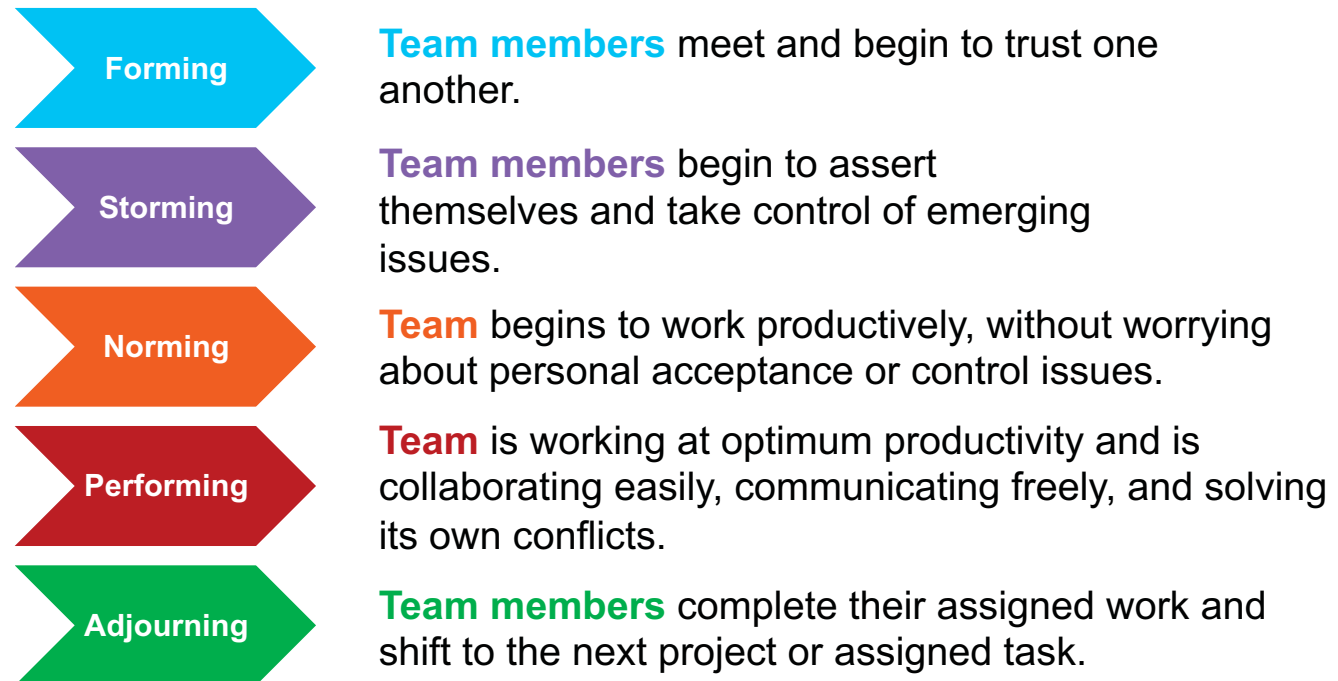 Forming
Team members meet and begin to trust one
another.
Storming
Team members begin to assert
themselves and take control of emerging
issues.
Norming
Team begins to work productively, without worrying
about personal acceptance or control issues.
Performing
Team is working at optimum productivity and is
collaborating easily, communicating freely, and solving
its own conflicts.
Adjourning
Team members complete their assigned work and
shift to the next project or assigned task.